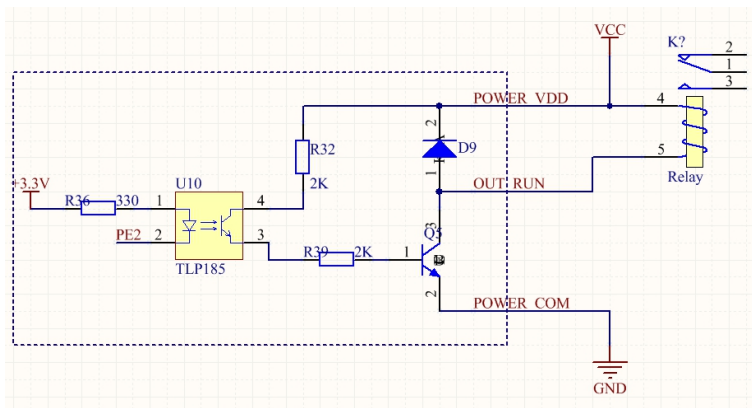 VCC
K?
2
1
3
POWER_VDD
4
2
R32
D9
+3.3V
U10
2K
1
OUT_RUN
5
Relay
R36
330
1
4
PE2
2
3
3
TLP185
R39
2K
1
2
POWER_COM
GND